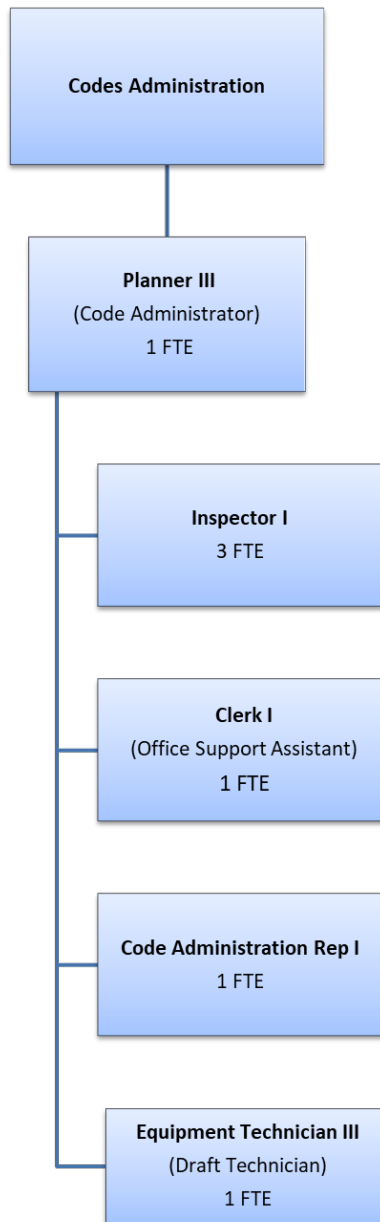 Codes Administration
Planner III
(Code Administrator)
1 FTE
Inspector I
3 FTE
Clerk I
(Office Support Assistant)
1 FTE
Code Administration Rep I
1 FTE
Equipment Technician III
(Draft Technician)
1 FTE